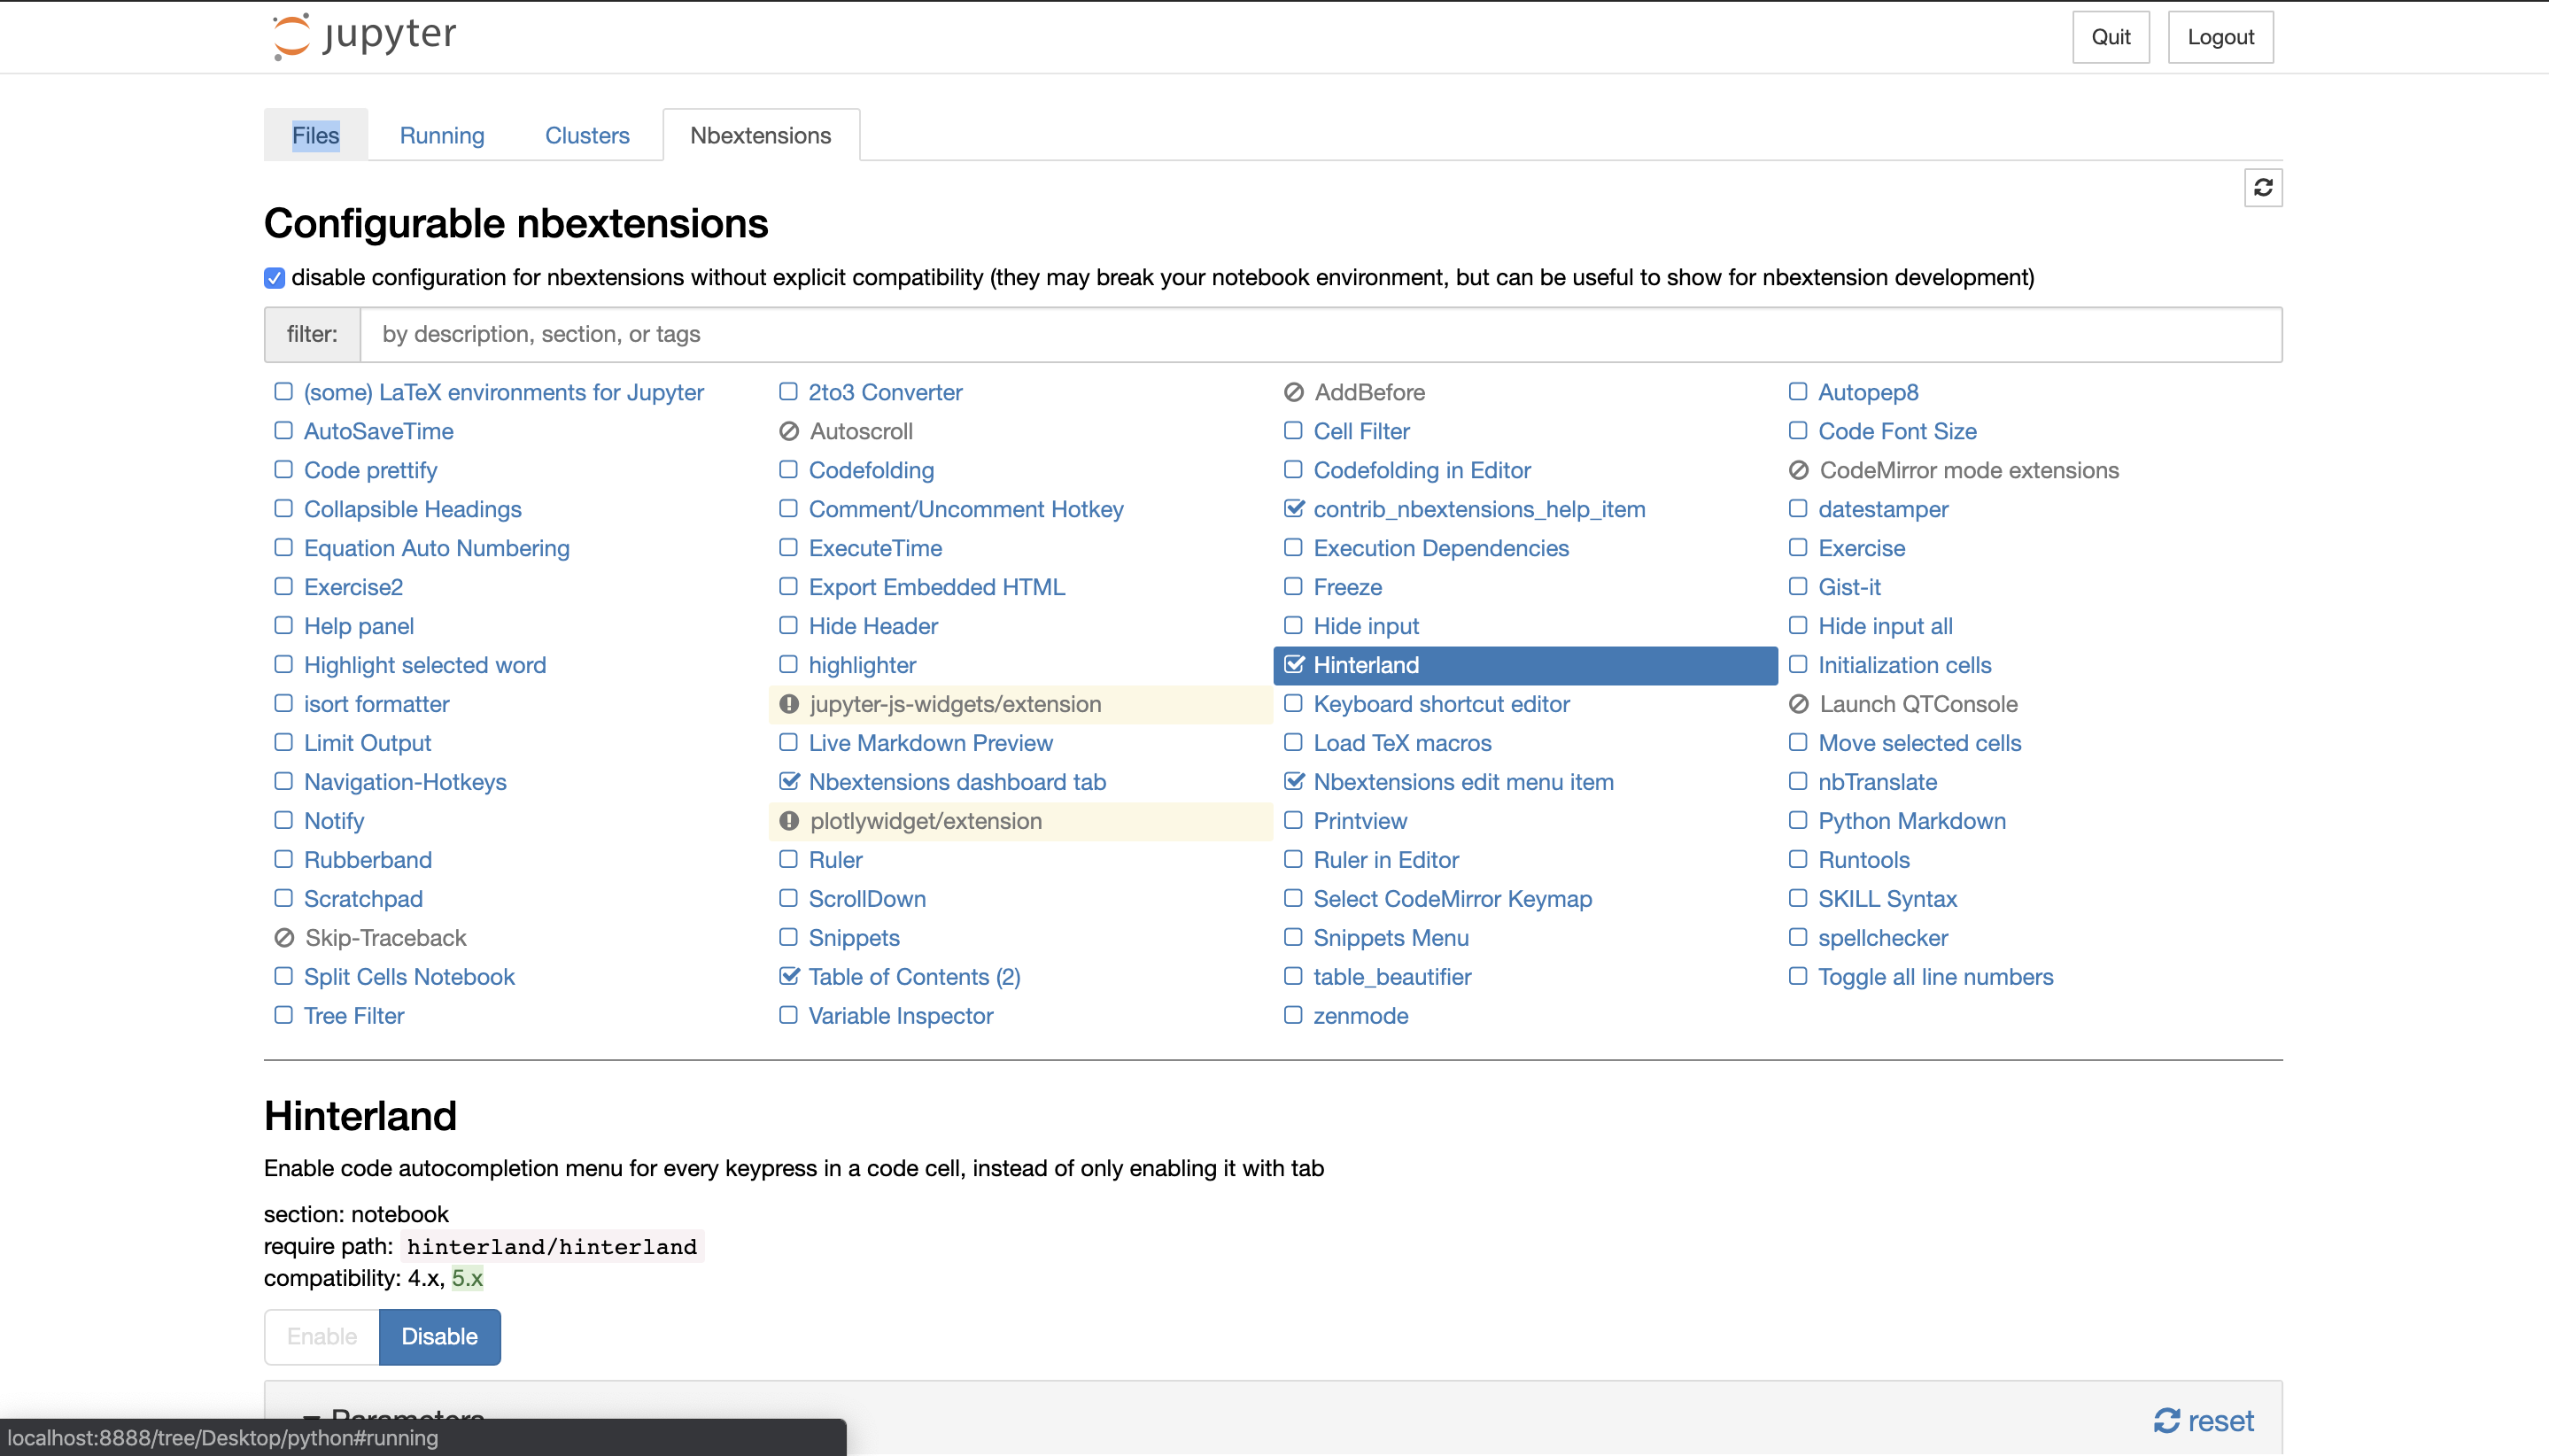 jupyter
Quit
Logout
Files
Running
Clusters
Nbextensions
Configurable nbextensions
disable configuration for nbextensions without explicit compatibility (they may break your notebook environment, but can be useful to show for nbextension development)
filter:
by description, section, or tags
(some) LaTeX environments for Jupyter
2to3 Converter
AddBefore
Autopep8
AutoSaveTime
Autoscroll
Cell Filter
Code Font Size
Code prettify
Codefolding
Codefolding in Editor
CodeMirror mode extensions
Collapsible Headings
Comment/Uncomment Hotkey
contrib_nbextensions_help_item
datestamper
Equation Auto Numbering
ExecuteTime
Execution Dependencies
Exercise
Exercise2
Export Embedded HTML
Freeze
Gist-it
Help panel
Hide Header
Hide input
Hide input all
Highlight selected word
highlighter
Hinterland
Initialization cells
isort formatter
jupyter-js-widgets/extension
Keyboard shortcut editor
Launch QTConsole
Limit Output
Live Markdown Preview
Load TeX macros
Move selected cells
Navigation-Hotkeys
Nbextensions dashboard tab
Nbextensions edit menu item
nbTranslate
Notify
plotlywidget/extension
Printview
Python Markdown
Rubberband
Ruler
Ruler in Editor
Runtools
Scratchpad
ScrollDown
Select CodeMirror Keymap
SKILL Syntax
Skip-Traceback
Snippets
Snippets Menu
spellchecker
Split Cells Notebook
Table of Contents (2)
table_beautifier
Toggle all line numbers
Tree Filter
Variable Inspector
zenmode
Hinterland
Enable code autocompletion menu for every keypress in a code cell, instead of only enabling it with tab
section: notebook
require path: hinterland/hinterland
compatibility: 4.x, 5.x
Enable
Disable
Parameters
reset
localhost:8888/tree/Desktop/python#running